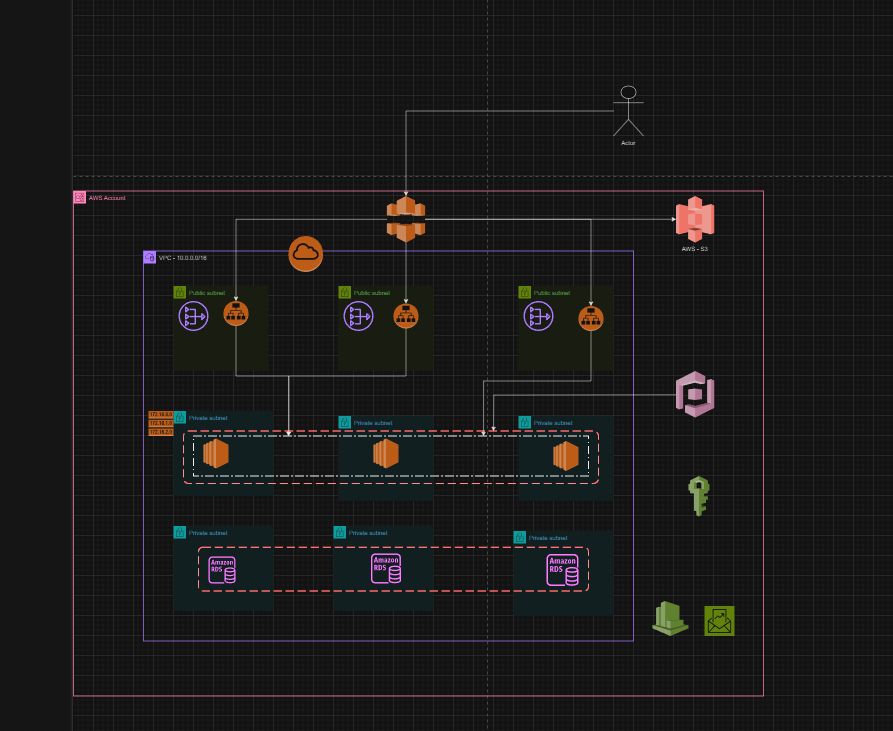 Actor
AWS Account
AWS - S3
VPC - 10.0.0.0/16
Public subnet
Public subnet
Public subnet
172.16.0.0
172.16.1.0
172.16.2.0
Private subnet
Private subnet
Private subnet
Private subnet
Private subnet
Private subnet
Amazon
RDS
Amazon
RDS
Amazon
RDS